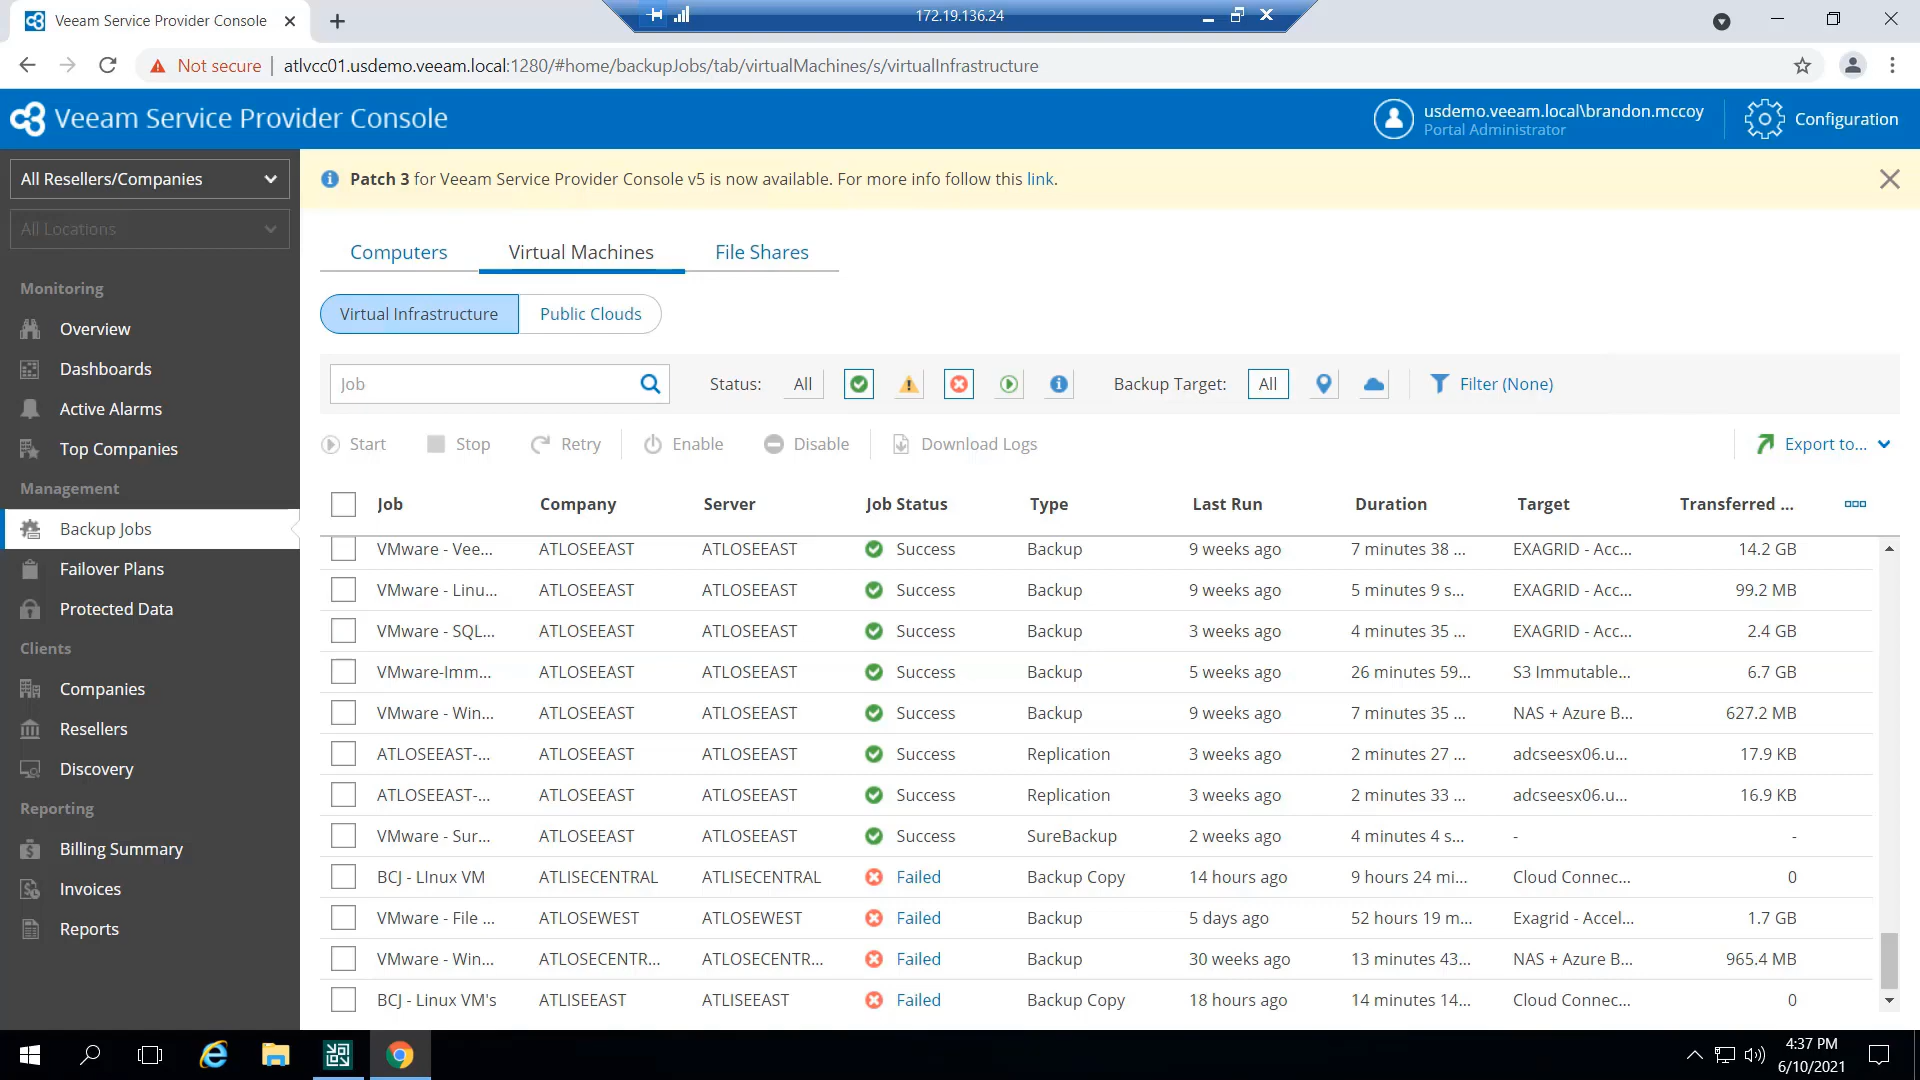 Veeam Service Provider Console
172.19.136.24
Not secure | atlvcc01.usdemo.veeam.local:1280/#home/backupJobs/tab/virtualMachines/s/virtualInfrastructure
Veeam Service Provider Console
usdemo.veeam.local\brandon.mccoy
Portal Administrator
Configuration
All Resellers/Companies
All Locations
Monitoring
Overview
Dashboards
Active Alarms
Top Companies
Management
Backup Jobs
Failover Plans
Protected Data
Clients
Companies
Resellers
Discovery
Reporting
Billing Summary
Invoices
Reports
Patch 3 for Veeam Service Provider Console v5 is now available. For more info follow this link.
Computers Virtual Machines File Shares
Virtual Infrastructure Public Clouds
Job Status: All Backup Target: All Filter (None)
Start Stop Retry Enable Disable Download Logs Export to...
Job Company Server Job Status Type Last Run Duration Target Transferred ...
VMware - Vee... ATLOSEEAST ATLOSEEAST Success Backup 9 weeks ago 7 minutes 38 ... EXAGRID - Acc... 14.2 GB
VMware - Linu... ATLOSEEAST ATLOSEEAST Success Backup 9 weeks ago 5 minutes 9 s... EXAGRID - Acc... 99.2 MB
VMware - SQL... ATLOSEEAST ATLOSEEAST Success Backup 3 weeks ago 4 minutes 35 ... EXAGRID - Acc... 2.4 GB
VMware-Imm... ATLOSEEAST ATLOSEEAST Success Backup 5 weeks ago 26 minutes 59... S3 Immutable... 6.7 GB
VMware - Win... ATLOSEEAST ATLOSEEAST Success Backup 9 weeks ago 7 minutes 35 ... NAS + Azure B... 627.2 MB
ATLOSEEAST-... ATLOSEEAST ATLOSEEAST Success Replication 3 weeks ago 2 minutes 27 ... adcseesx06.u... 17.9 KB
ATLOSEEAST-... ATLOSEEAST ATLOSEEAST Success Replication 3 weeks ago 2 minutes 33 ... adcseesx06.u... 16.9 KB
VMware - Sur... ATLOSEEAST ATLOSEEAST Success SureBackup 2 weeks ago 4 minutes 4 s... - -
BCJ - LInux VM ATLISECENTRAL ATLISECENTRAL Failed Backup Copy 14 hours ago 9 hours 24 mi... Cloud Connec... 0
VMware - File ... ATLOSEWEST ATLOSEWEST Failed Backup 5 days ago 52 hours 19 m... Exagrid - Accel... 1.7 GB
VMware - Win... ATLOSECENTR... ATLOSECENTR... Failed Backup 30 weeks ago 13 minutes 43... NAS + Azure B... 965.4 MB
BCJ - Linux VM's ATLISEEAST ATLISEEAST Failed Backup Copy 18 hours ago 14 minutes 14... Cloud Connec... 0
4:37 PM
6/10/2021